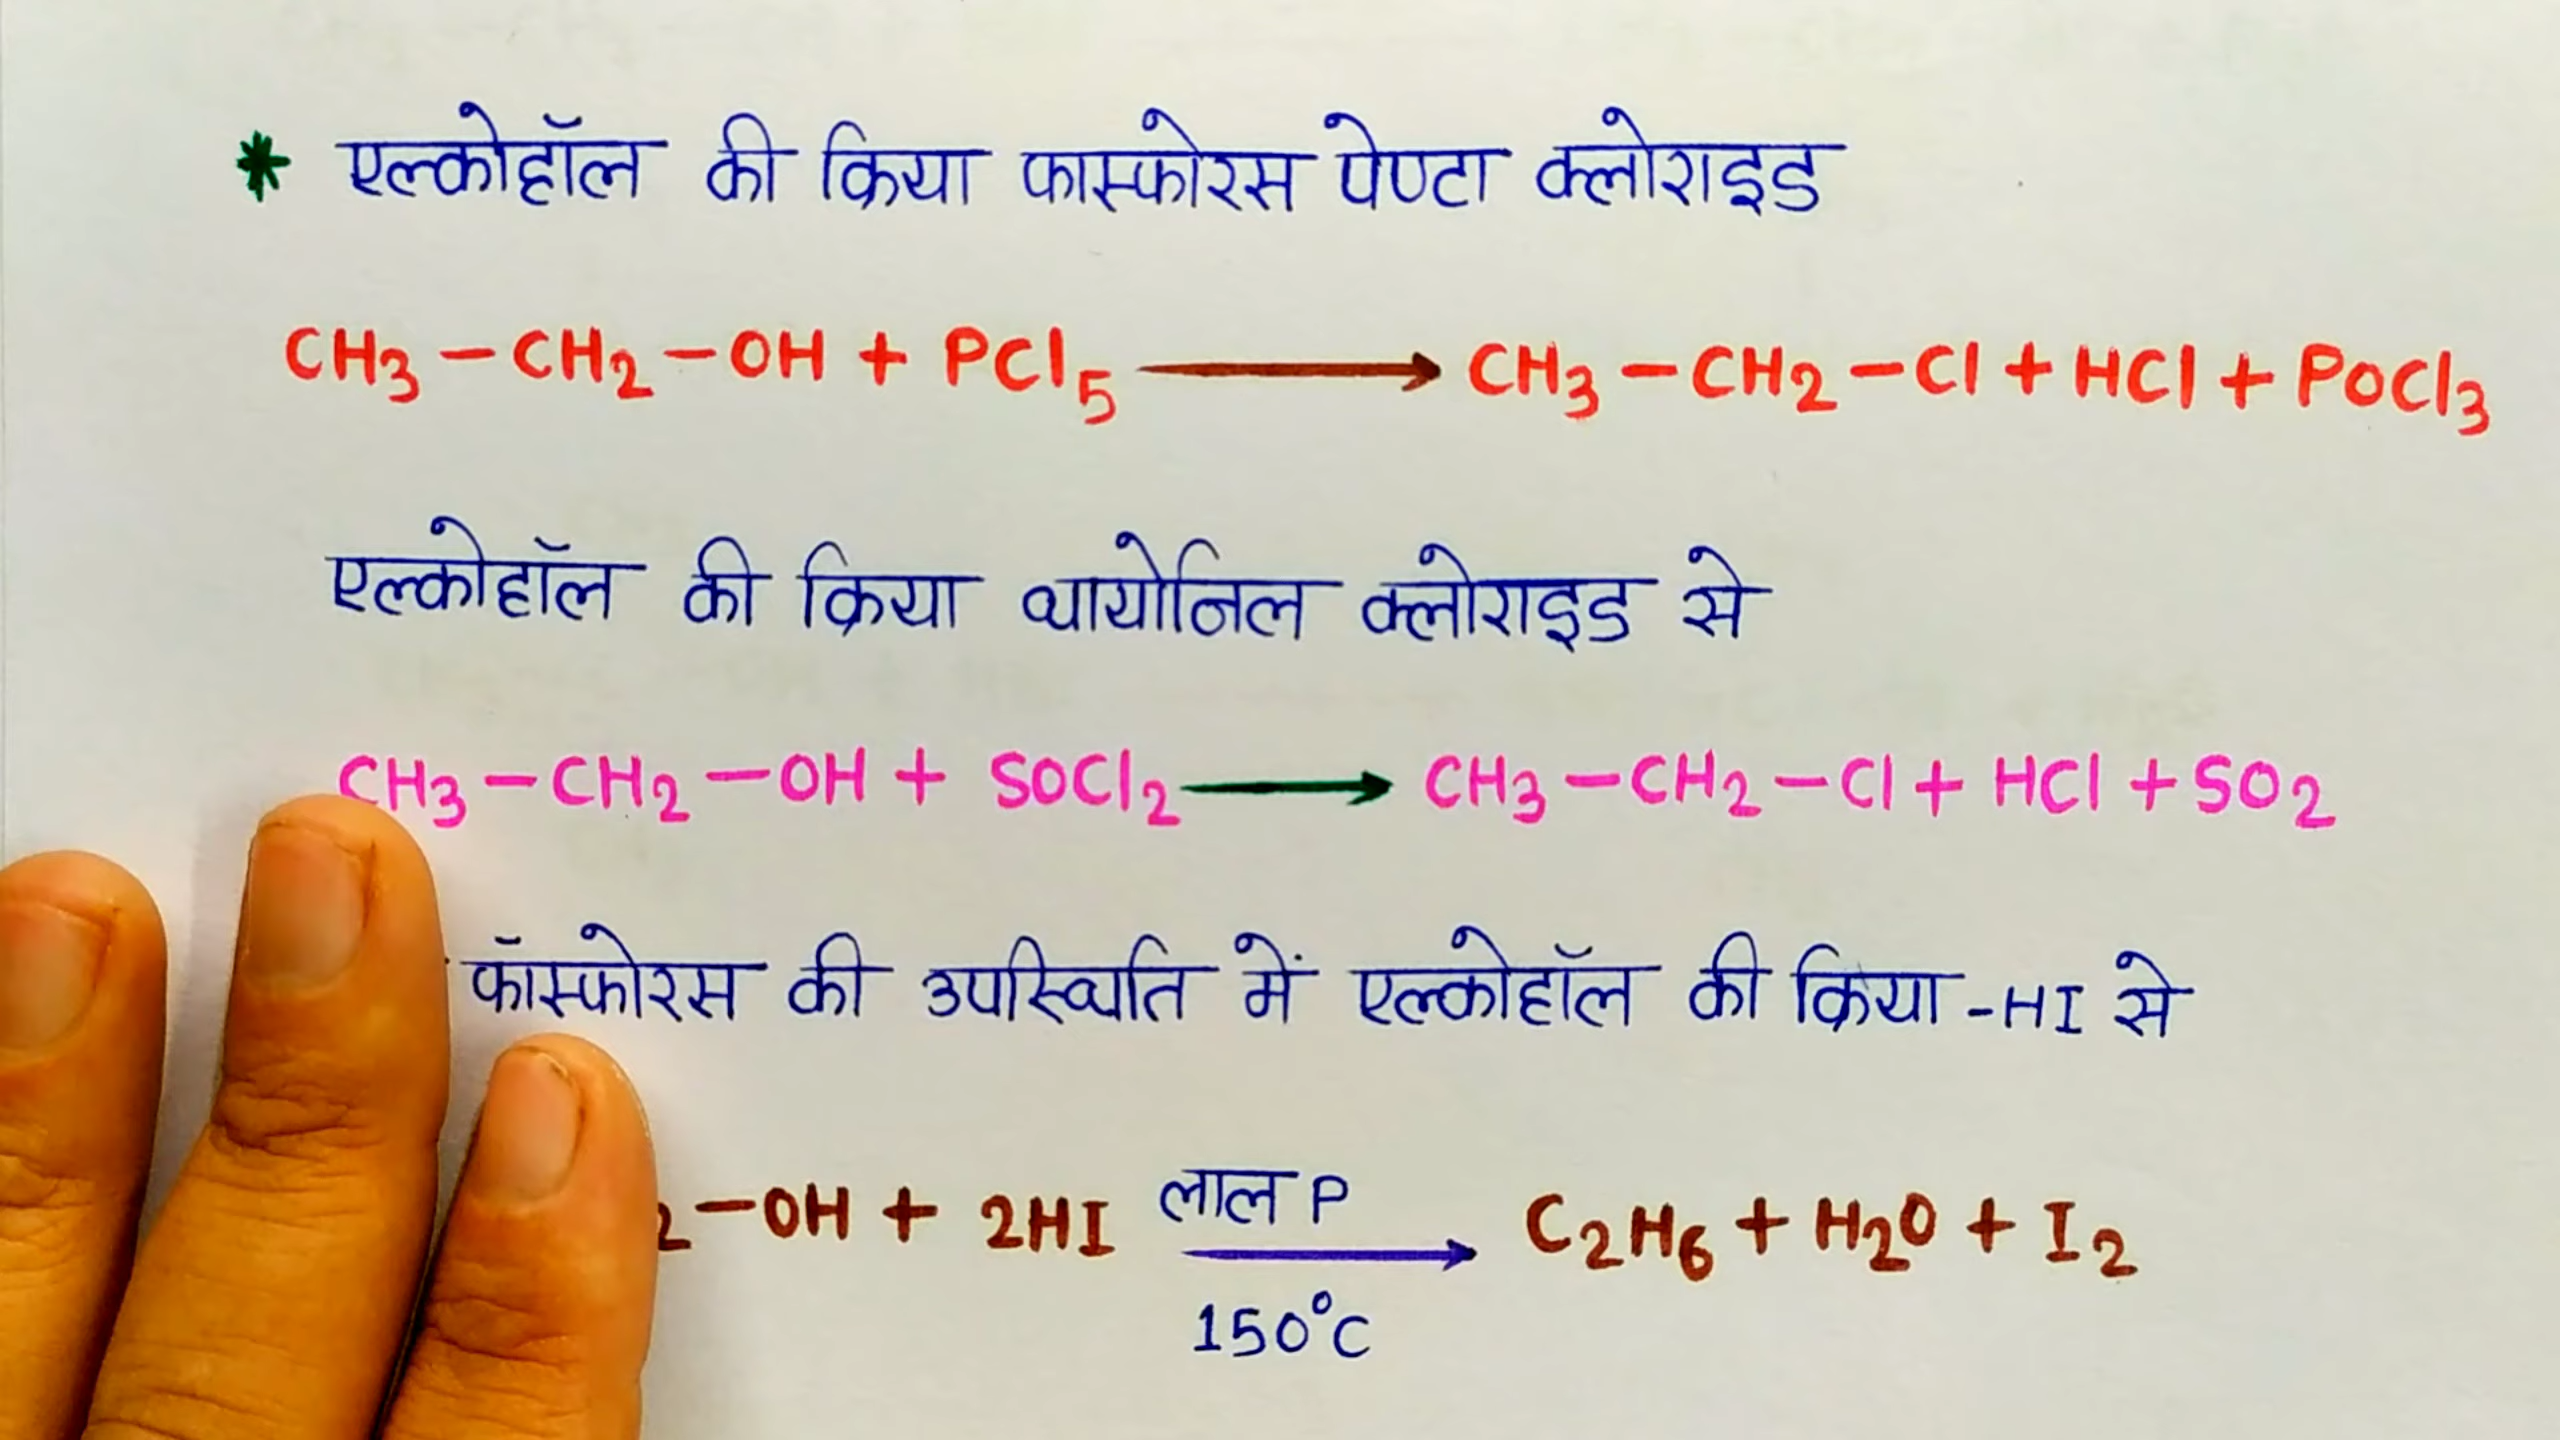 * एल्कोहॉल की क्रिया फास्फोरस पेण्टा क्लोराइड
CH3 – CH2 – OH + PCl5 ⟶ CH3 – CH2 – Cl + HCl + POCl3
एल्कोहॉल की क्रिया थायोनिल क्लोराइड से
CH3 – CH2 – OH + SOCl2 ⟶ CH3 – CH2 – Cl + HCl + SO2
फॉस्फोरस की उपस्थिति में एल्कोहॉल की क्रिया - HI से
लाल P
2 – OH + 2HI ⟶ C2H6 + H2O + I2
150°C